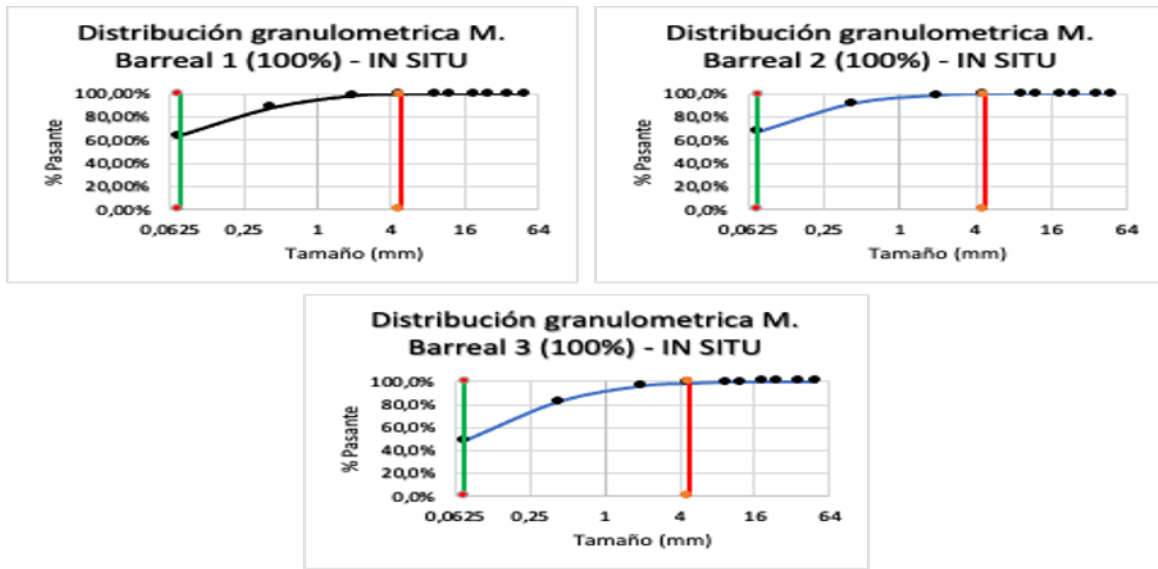 Distribución granulometrica M.
Barreal 1 (100%) - IN SITU
% Pasante
100,00%
80,00%
60,00%
40,00%
20,00%
0,00%
0,0625 0,25 1 4 16 64
Tamaño (mm)
Distribución granulometrica M.
Barreal 2 (100%) - IN SITU
% Pasante
100,0%
80,0%
60,0%
40,0%
20,0%
0,0%
0,0625 0,25 1 4 16 64
Tamaño (mm)
Distribución granulometrica M.
Barreal 3 (100%) - IN SITU
% Pasante
100,0%
80,0%
60,0%
40,0%
20,0%
0,0%
0,0625 0,25 1 4 16 64
Tamaño (mm)